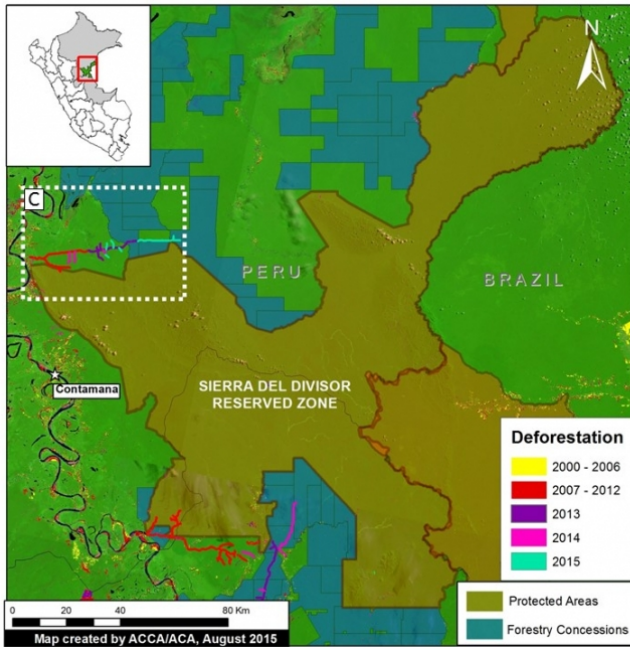 N
C
PERU
BRAZIL
Contamana
SIERRA DEL DIVISOR
RESERVED ZONE
Deforestation
2000 - 2006
2007 - 2012
2013
2014
2015
Protected Areas
Forestry Concessions
0 20 40 80 Km
Map created by ACCA/ACA, August 2015